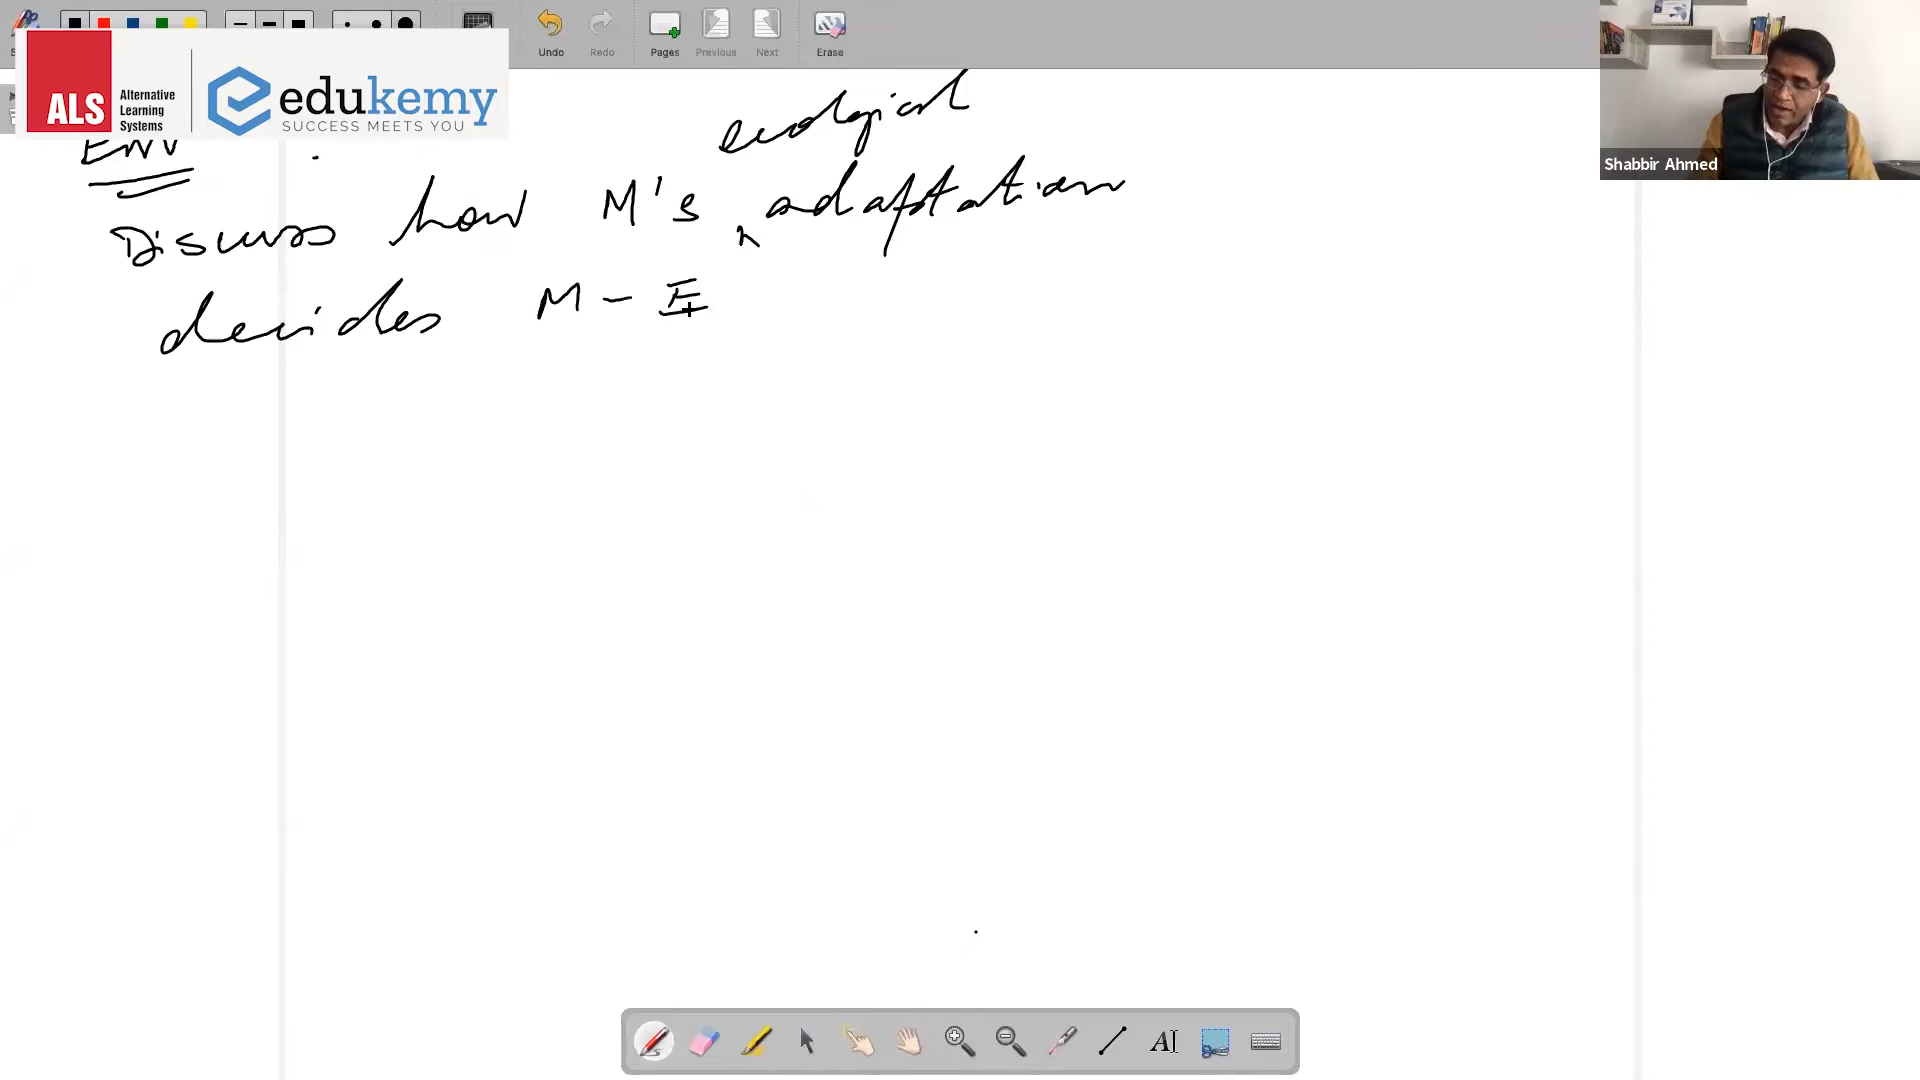 Undo Redo Pages Previous Next Erase
ALS Alternative Learning Systems
edukemy
SUCCESS MEETS YOU
Shabbir Ahmed
Env
ecological
Discuss how M's ^ adaptation
decides M - E
AI